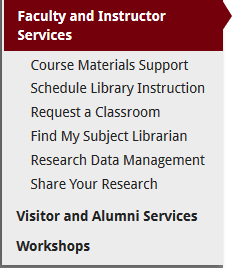 Faculty and Instructor
Services
Course Materials Support
Schedule Library Instruction
Request a Classroom
Find My Subject Librarian
Research Data Management
Share Your Research
Visitor and Alumni Services
Workshops